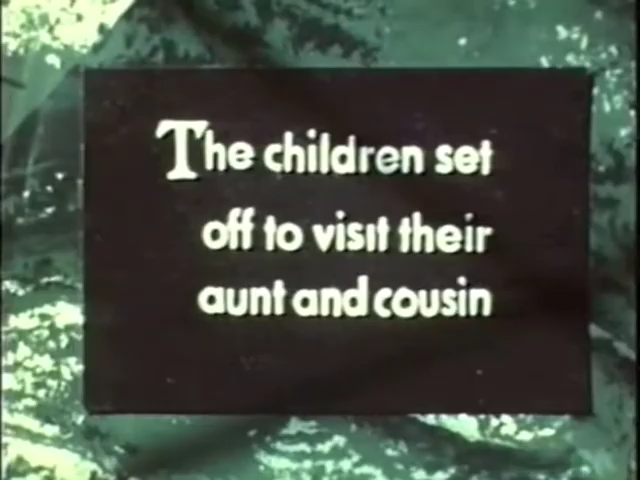 The children set
off to visit their
aunt and cousin